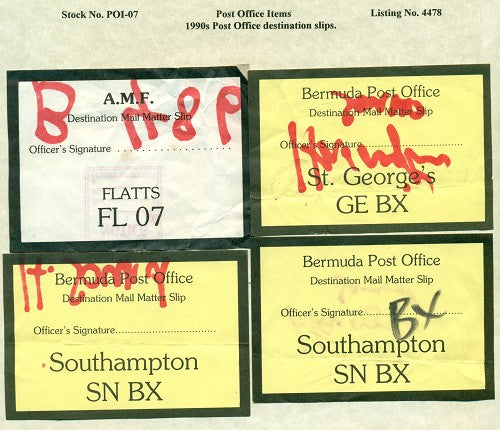 Stock No. POI-07 Post Office Items Listing No. 4478
1990s Post Office destination slips.
A.M.F.
Destination Mail Matter Slip
B
Officer's Signature
FLATTS
FL 07
Bermuda Post Office
Destination Mail Matter Slip
Officer's Signature
St. George's
GE BX
Bermuda Post Office
Destination Mail Matter Slip
Officer's Signature
Southampton
SN BX
Bermuda Post Office
Destination Mail Matter Slip
Officer's Signature
BX
Southampton
SN BX